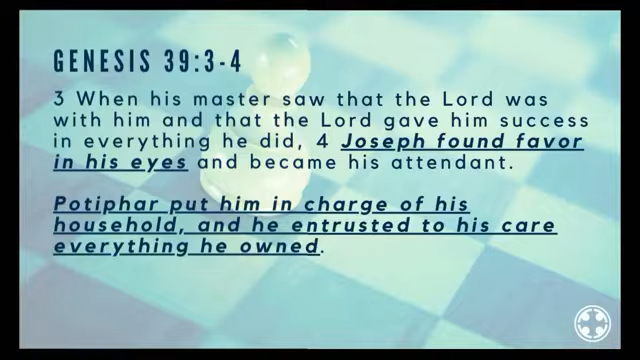 GENESIS 39:3-4
3 When his master saw that the Lord was
with him and that the Lord gave him success
in everything he did, 4 Joseph found favor
in his eyes and became his attendant.
Potiphar put him in charge of his
household, and he entrusted to his care
everything he owned.